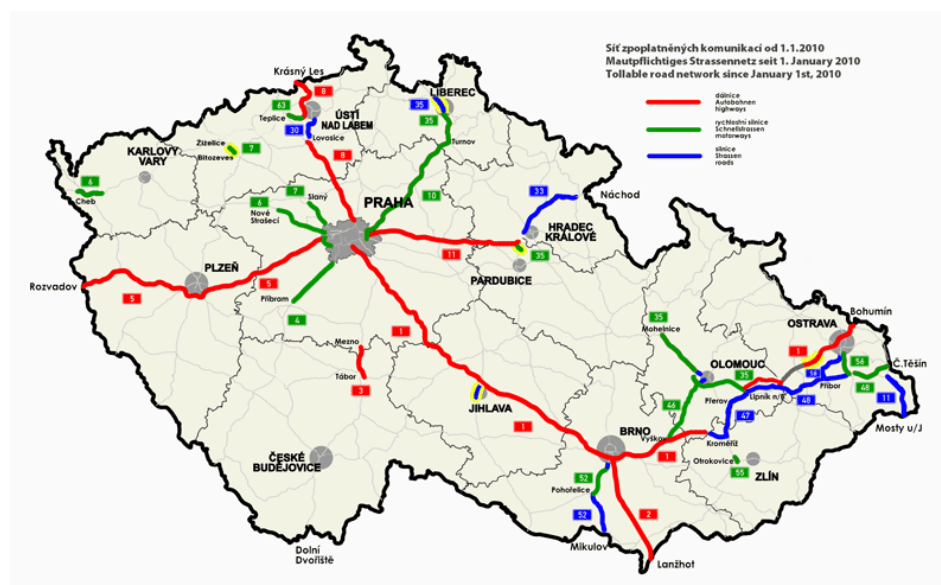 Síť zpoplatněných komunikací od 1.1.2010
Mautpflichtiges Strassennetz seit 1. January 2010
Tollable road network since January 1st, 2010
dálnice
Autobahnen
highways
rychlostní silnice
Schnellstrassen
motorways
silnice
Strassen
roads
Krásný Les
8
63
Teplice
ÚSTÍ
NAD LABEM
30
Lovosice
35
LIBEREC
35
Turnov
Žiželice
Bitozeves
7
8
KARLOVY
VARY
6
Cheb
7
Slaný
6
Nové
Strašecí
PRAHA
10
33
Náchod
HRADEC
KRÁLOVÉ
11
35
PARDUBICE
PLZEŇ
Rozvadov
5
5
Příbram
4
1
Mezno
Tábor
3
35
Mohelnice
OLOMOUC
35
Bohumín
OSTRAVA
1
58
56
Č.Těšín
Příbor
48
Přerov
Lipník n/B
48
11
47
46
Mosty u/J
JIHLAVA
1
BRNO
Vyškov
1
Kroměříž
Otrokovice
55
ZLÍN
ČESKÉ
BUDĚJOVICE
52
Pohořelice
52
2
Mikulov
Lanžhot
Dolní
Dvořiště